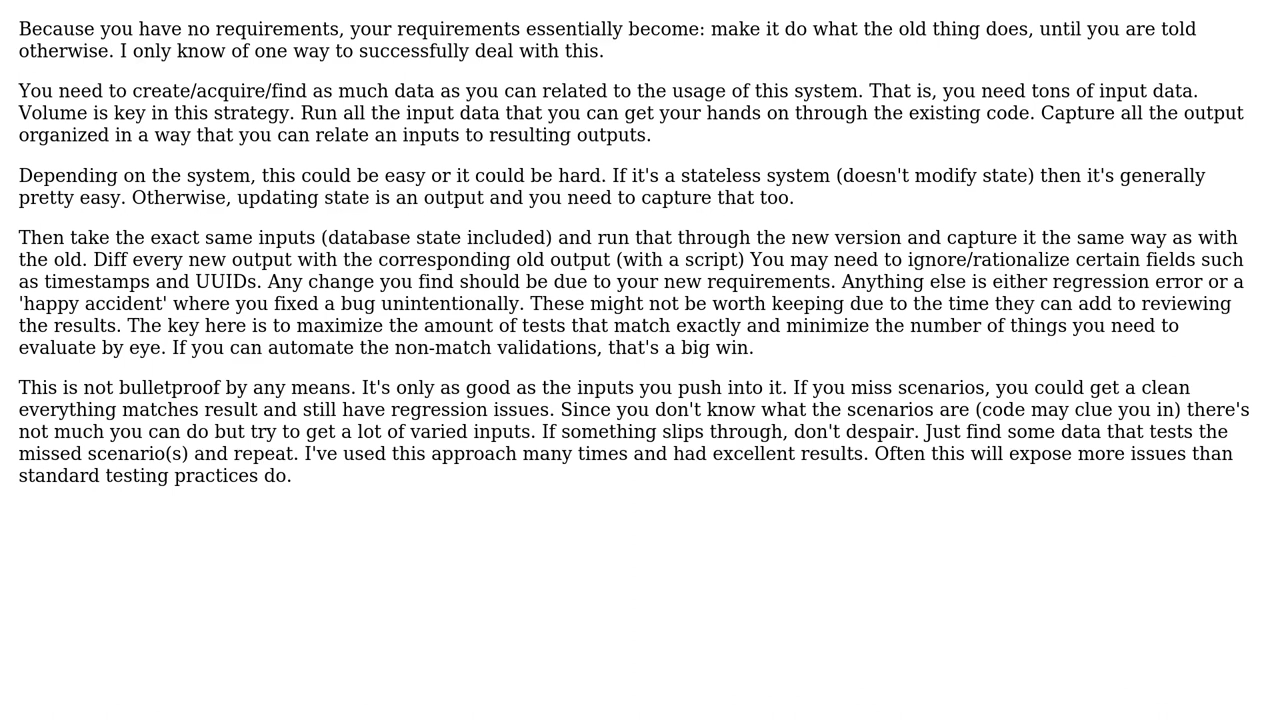 Because you have no requirements, your requirements essentially become: make it do what the old thing does, until you are told
otherwise. I only know of one way to successfully deal with this.
You need to create/acquire/find as much data as you can related to the usage of this system. That is, you need tons of input data.
Volume is key in this strategy. Run all the input data that you can get your hands on through the existing code. Capture all the output
organized in a way that you can relate an inputs to resulting outputs.
Depending on the system, this could be easy or it could be hard. If it's a stateless system (doesn't modify state) then it's generally
pretty easy. Otherwise, updating state is an output and you need to capture that too.
Then take the exact same inputs (database state included) and run that through the new version and capture it the same way as with
the old. Diff every new output with the corresponding old output (with a script) You may need to ignore/rationalize certain fields such
as timestamps and UUIDs. Any change you find should be due to your new requirements. Anything else is either regression error or a
'happy accident' where you fixed a bug unintentionally. These might not be worth keeping due to the time they can add to reviewing
the results. The key here is to maximize the amount of tests that match exactly and minimize the number of things you need to
evaluate by eye. If you can automate the non-match validations, that's a big win.
This is not bulletproof by any means. It's only as good as the inputs you push into it. If you miss scenarios, you could get a clean
everything matches result and still have regression issues. Since you don't know what the scenarios are (code may clue you in) there's
not much you can do but try to get a lot of varied inputs. If something slips through, don't despair. Just find some data that tests the
missed scenario(s) and repeat. I've used this approach many times and had excellent results. Often this will expose more issues than
standard testing practices do.